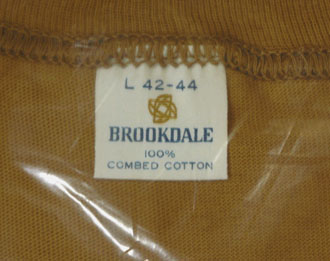 L 42-44
BROOKDALE
100%
COMBED COTTON